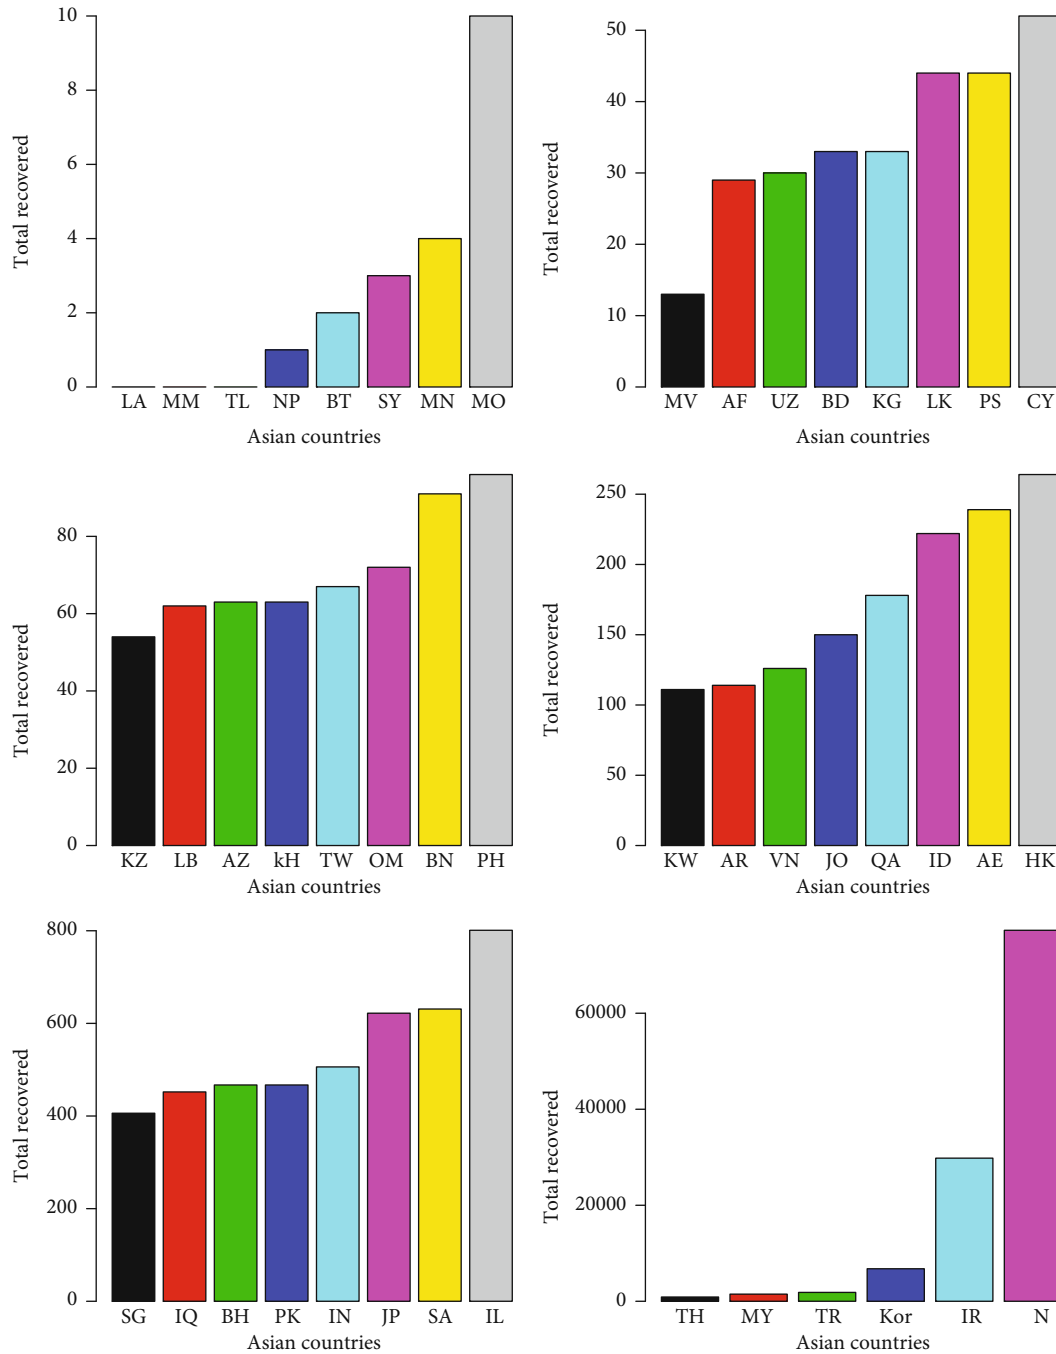 Total recovered
10
8
6
4
2
0
LA MM TL NP BT SY MN MO
Asian countries
Total recovered
50
40
30
20
10
0
MV AF UZ BD KG LK PS CY
Asian countries
Total recovered
80
60
40
20
0
KZ LB AZ kH TW OM BN PH
Asian countries
Total recovered
250
200
150
100
50
0
KW AR VN JO QA ID AE HK
Asian countries
Total recovered
800
600
400
200
0
SG IQ BH PK IN JP SA IL
Asian countries
Total recovered
60000
40000
20000
0
TH MY TR Kor IR N
Asian countries